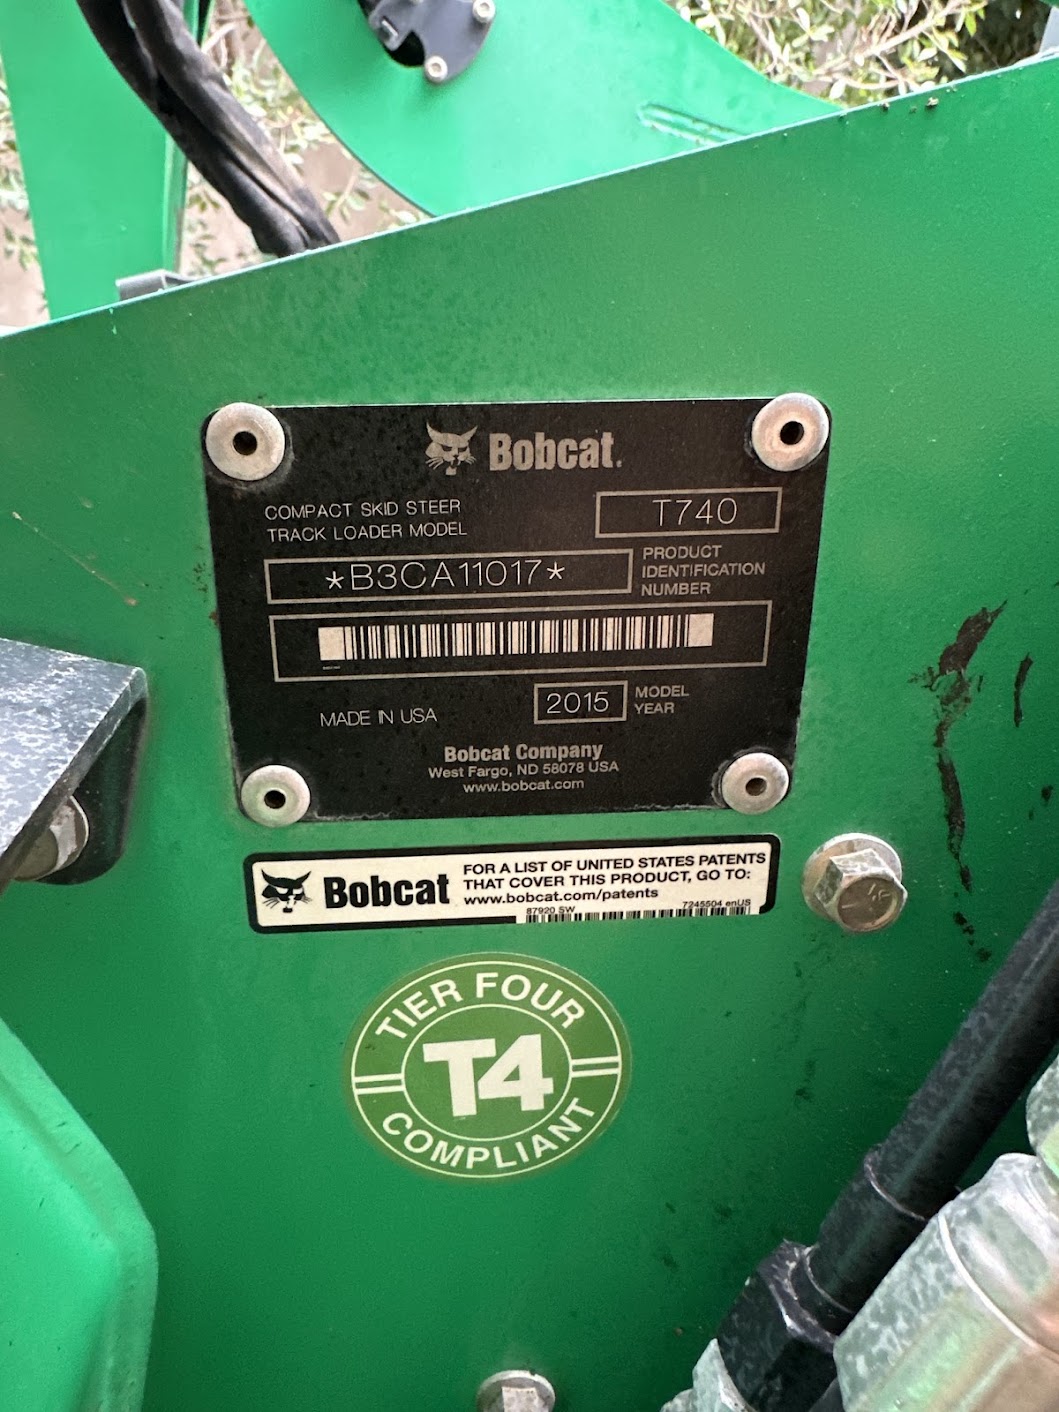 Bobcat.
COMPACT SKID STEER
TRACK LOADER MODEL
T740
*B3CA11017*
PRODUCT
IDENTIFICATION
NUMBER
MADE IN USA
2015
MODEL
YEAR
Bobcat Company
West Fargo, ND 58078 USA
www.bobcat.com
Bobcat
FOR A LIST OF UNITED STATES PATENTS
THAT COVER THIS PRODUCT, GO TO:
www.bobcat.com/patents
87920 SW
7245504 enUS
TIER FOUR
T4
COMPLIANT